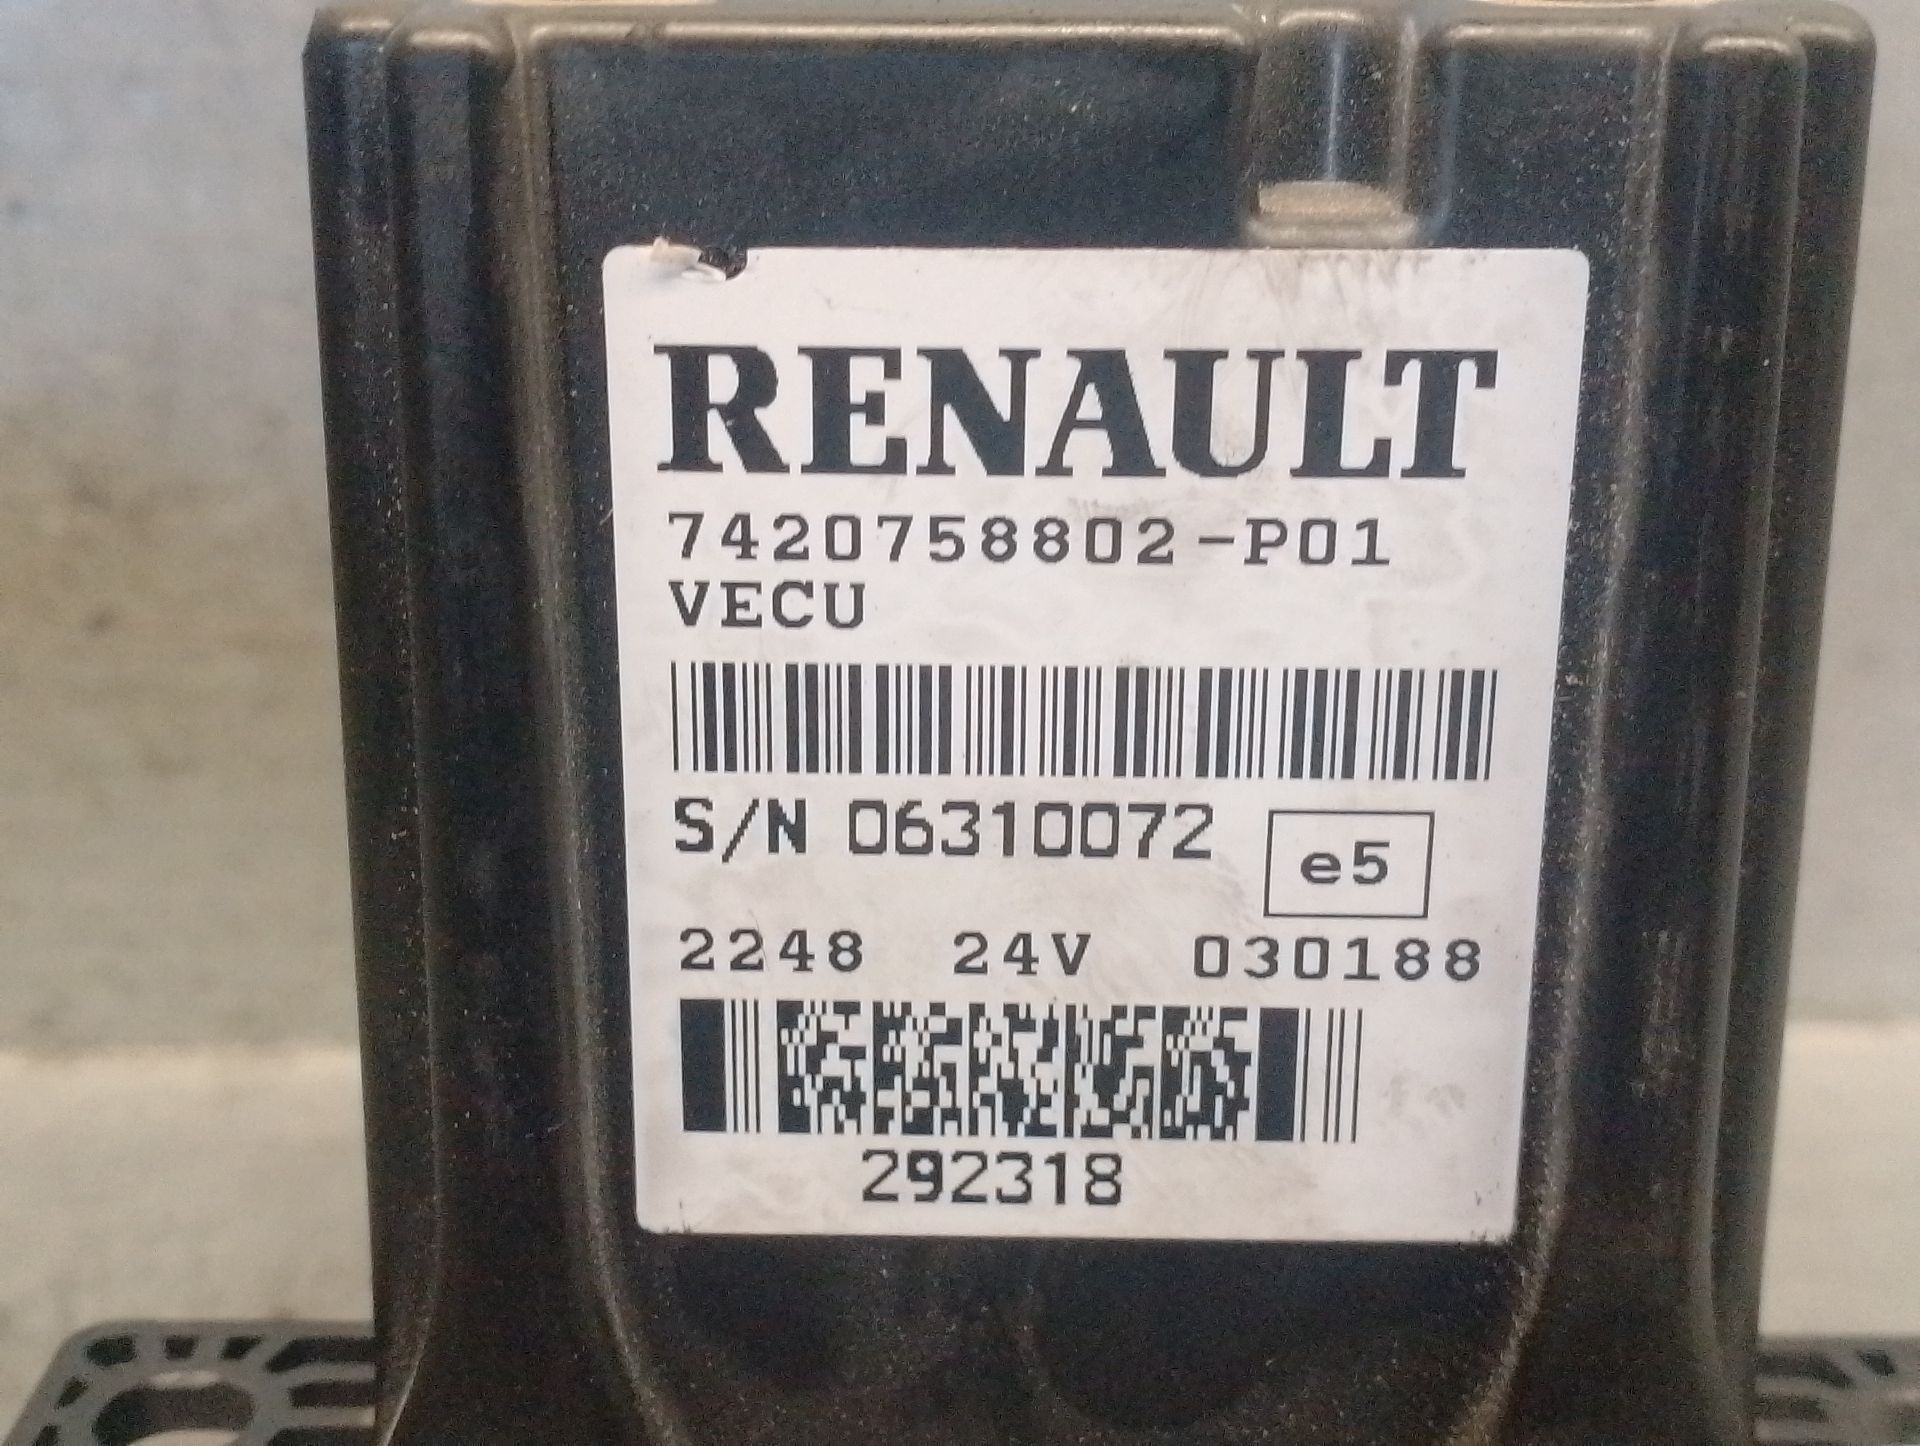 RENAULT
7420758802-P01
VECU
S/N 06310072
e5
2248 24V 030188
292318